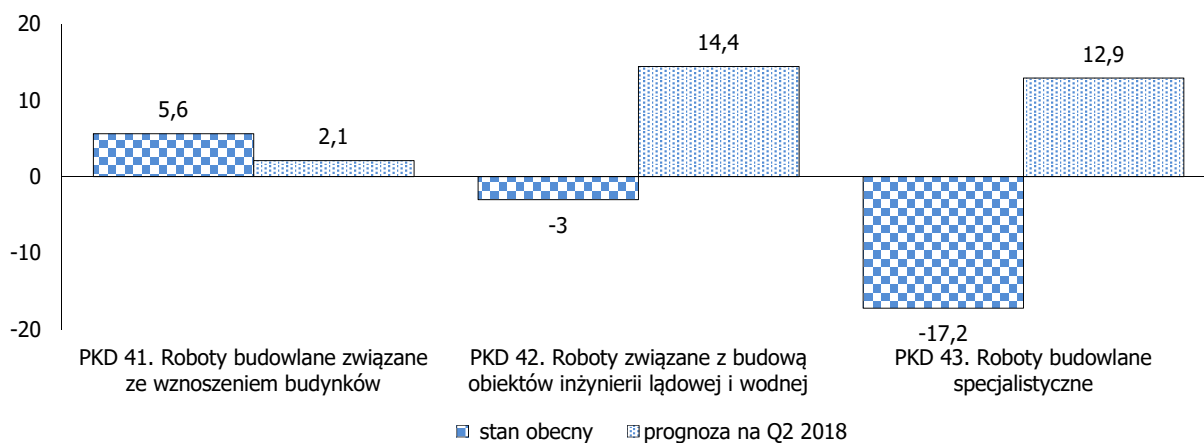 20
10
0
-10
-20
5,6
2,1
-3
14,4
-17,2
12,9
PKD 41. Roboty budowlane związane
ze wznoszeniem budynków
PKD 42. Roboty związane z budową
obiektów inżynierii lądowej i wodnej
PKD 43. Roboty budowlane
specjalistyczne
stan obecny
prognoza na Q2 2018